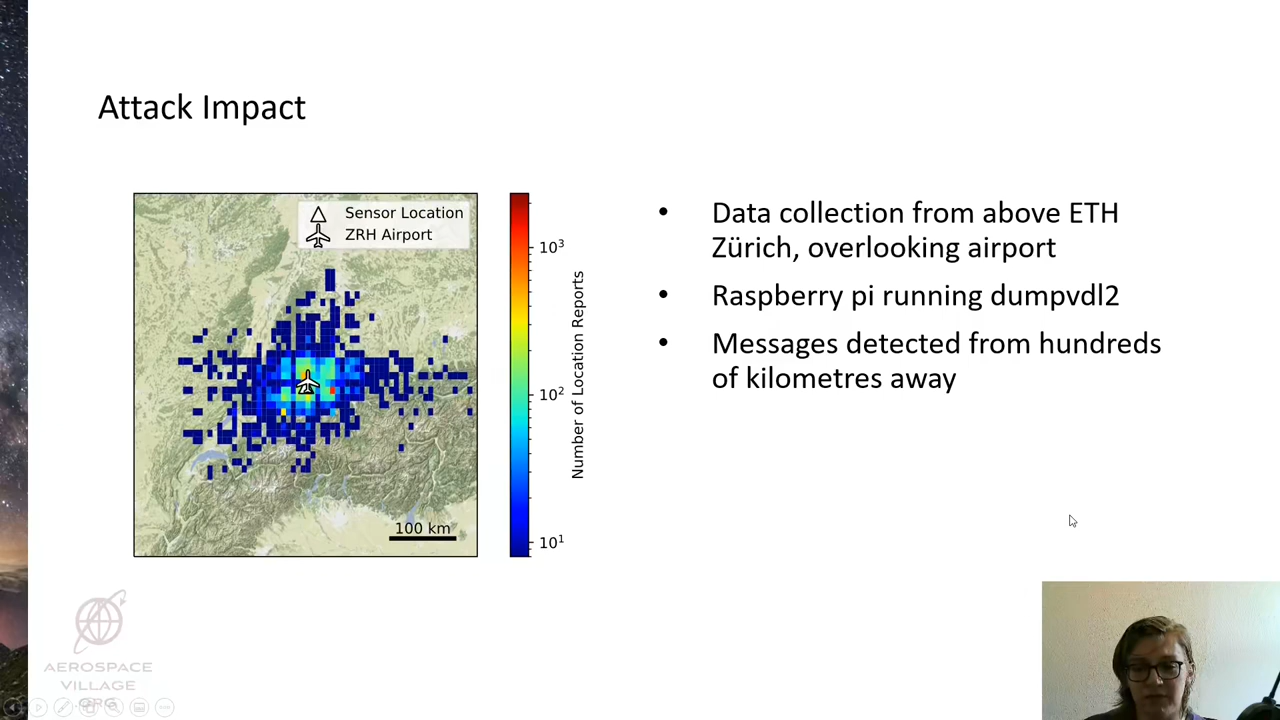 Attack Impact
Sensor Location
ZRH Airport
100 km
10³
10²
10¹
Number of Location Reports
• Data collection from above ETH
Zürich, overlooking airport
• Raspberry pi running dumpvdl2
• Messages detected from hundreds
of kilometres away
AEROSPACE
VILLAGE
.ORG